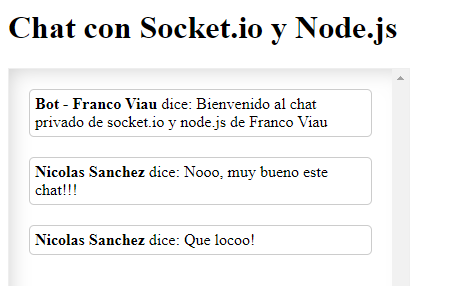 Chat con Socket.io y Node.js
Bot - Franco Viau dice: Bienvenido al chat
privado de socket.io y node.js de Franco Viau
Nicolas Sanchez dice: Nooo, muy bueno este
chat!!!
Nicolas Sanchez dice: Que locoo!